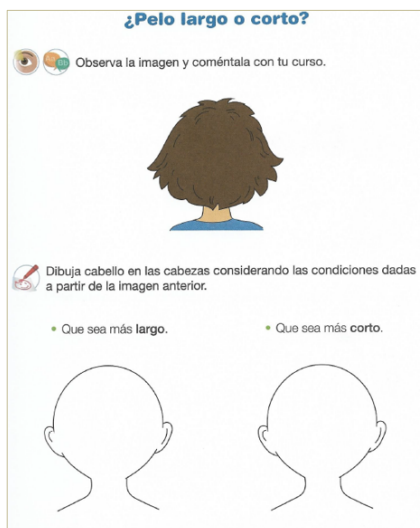 ¿Pelo largo o corto?
Observa la imagen y coméntala con tu curso.
Dibuja cabello en las cabezas considerando las condiciones dadas
a partir de la imagen anterior.
• Que sea más largo.
• Que sea más corto.